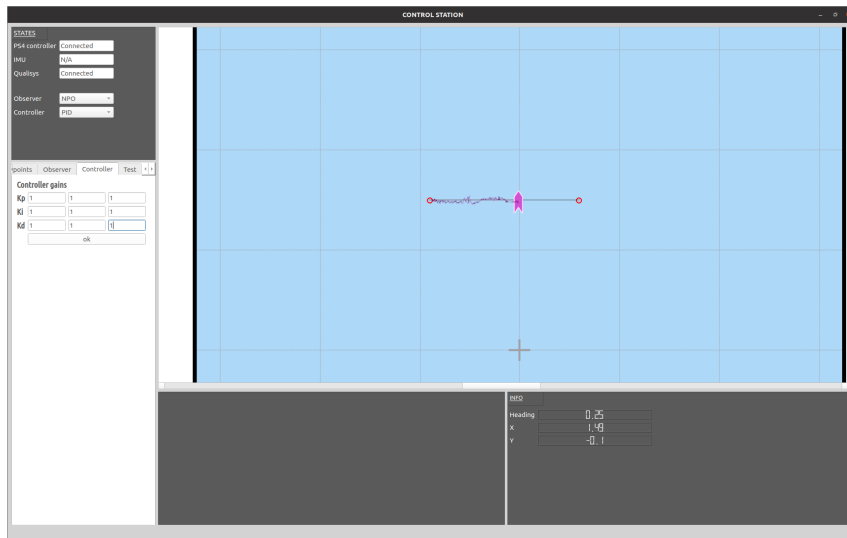 CONTROL STATION
STATES
PS4 controller Connected
IMU N/A
Qualisys Connected
Observer NPO
Controller PID
points Observer Controller Test
Controller gains
Kp 1 1 1
Ki 1 1 1
Kd 1 1 1
ok
INFO
Heading 0.25
X 1.49
Y -0.1